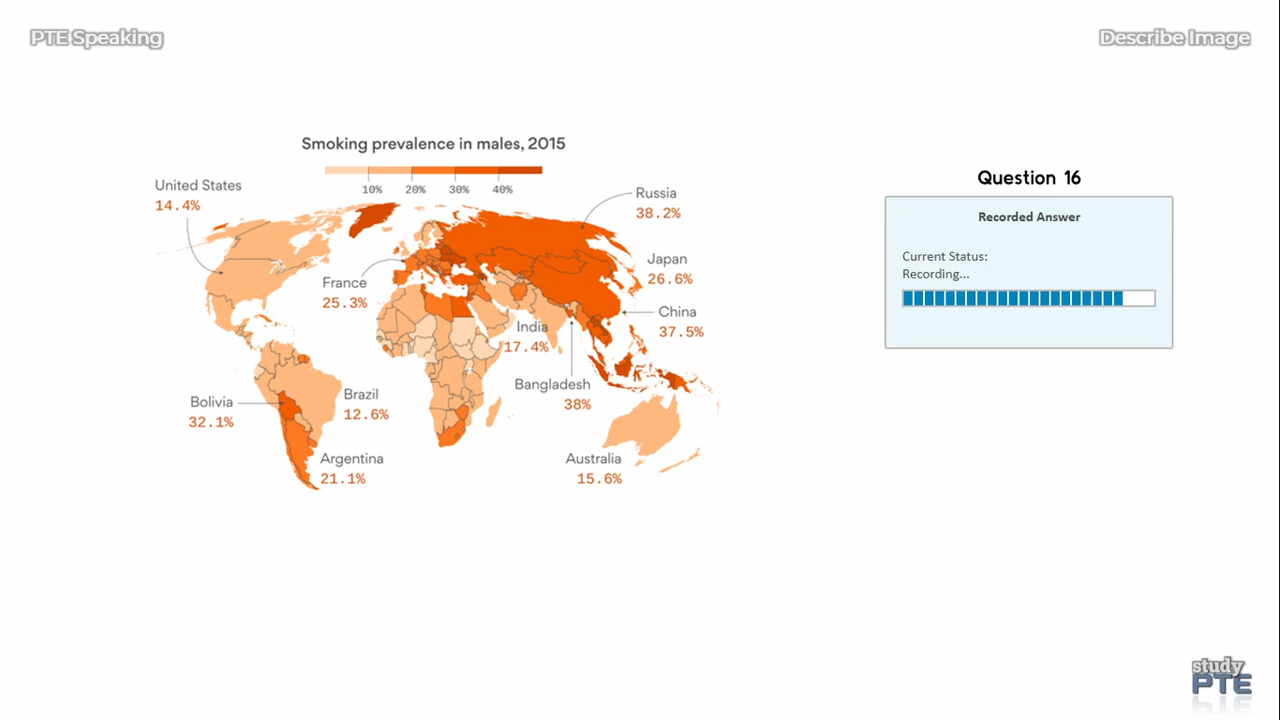 PTE Speaking
Describe Image
Smoking prevalence in males, 2015
10% 20% 30% 40%
United States
14.4%
Russia
38.2%
Japan
26.6%
France
25.3%
China
37.5%
India
17.4%
Bangladesh
38%
Bolivia
32.1%
Brazil
12.6%
Argentina
21.1%
Australia
15.6%
Question 16
Recorded Answer
Current Status:
Recording...
study
PTE